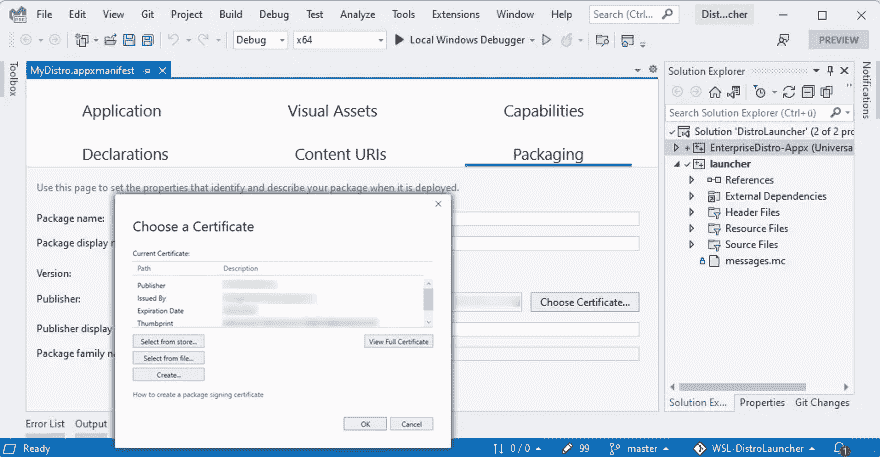 File Edit View Git Project Build Debug Test Analyze Tools Extensions Window Help Search (Ctrl+ Dist...cher
Debug x64 Local Windows Debugger PREVIEW
Toolbox
MyDistro.appxmanifest
Application Visual Assets Capabilities
Declarations Content URIs Packaging
Use this page to set the properties that identify and describe your package when it is deployed.
Package name:
Package display
Version:
Publisher: Choose Certificate...
Publisher display
Package family
Choose a Certificate
Current Certificate:
Path Description
Publisher
Issued By
Expiration Date
Thumbprint
Select from store... View Full Certificate
Select from file...
Create...
How to create a package signing certificate
OK Cancel
Solution Explorer
Search Solution Explorer (Ctrl+ü)
Solution 'DistroLauncher' (2 of 2 pro
EnterpriseDistro-Appx (Universa
launcher
References
External Dependencies
Header Files
Resource Files
Source Files
messages.mc
Solution Ex... Properties Git Changes
Notifications
Error List Output
Ready 0 / 0 99 master WSL-DistroLauncher 1